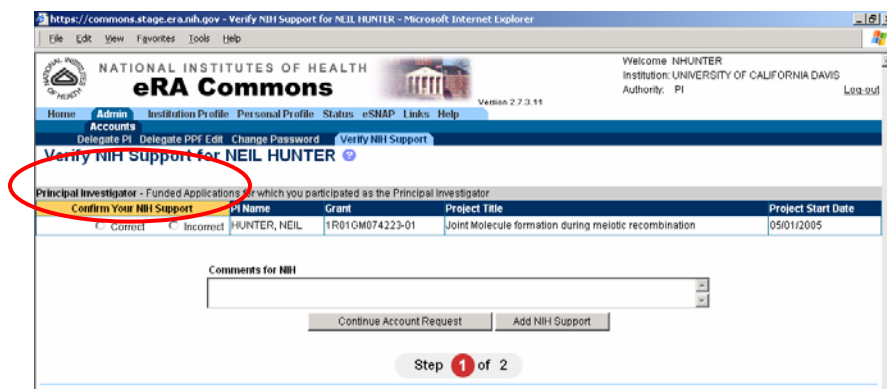 https://commons.stage.era.nih.gov - Verify NIH Support for NEIL HUNTER - Microsoft Internet Explorer
File Edit View Favorites Tools Help
NATIONAL INSTITUTES OF HEALTH
eRA Commons
Version 2.7.3.11
Welcome NHUNTER
Institution: UNIVERSITY OF CALIFORNIA DAVIS
Authority: PI
Log-out
Home Admin Institution Profile Personal Profile Status eSNAP Links Help
Accounts
Delegate PI Delegate PPF Edit Change Password Verify NIH Support
Verify NIH Support for NEIL HUNTER ?
Principal Investigator - Funded Applications for which you participated as the Principal Investigator
Confirm Your NIH Support PI Name Grant Project Title Project Start Date
Correct Incorrect HUNTER, NEIL 1R01GM074223-01 Joint Molecule formation during meiotic recombination 05/01/2005
Comments for NIH
Continue Account Request Add NIH Support
Step 1 of 2